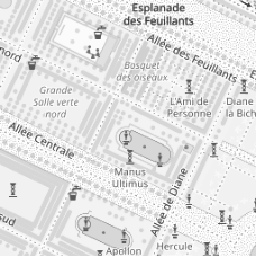 Esplanade
des Feuillants
Allée des Feuillants
nord
Bosquet
des oiseaux
Grande
Salle verte
nord
L'Ami de
Personne
Diane
la Bich
Allée Centrale
Manus
Ultimus
Allée de Diane
Sud
Apollon
Hercule